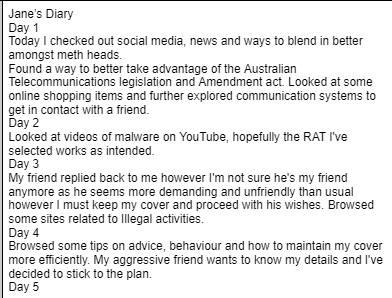 Jane's Diary
Day 1
Today I checked out social media, news and ways to blend in better
amongst meth heads.
Found a way to better take advantage of the Australian
Telecommunications legislation and Amendment act. Looked at some
online shopping items and further explored communication systems to
get in contact with a friend.
Day 2
Looked at videos of malware on YouTube, hopefully the RAT I've
selected works as intended.
Day 3
My friend replied back to me however I'm not sure he's my friend
anymore as he seems more demanding and unfriendly than usual
however I must keep my cover and proceed with his wishes. Browsed
some sites related to Illegal activities.
Day 4
Browsed some tips on advice, behaviour and how to maintain my cover
more efficiently. My aggressive friend wants to know my details and I've
decided to stick to the plan.
Day 5